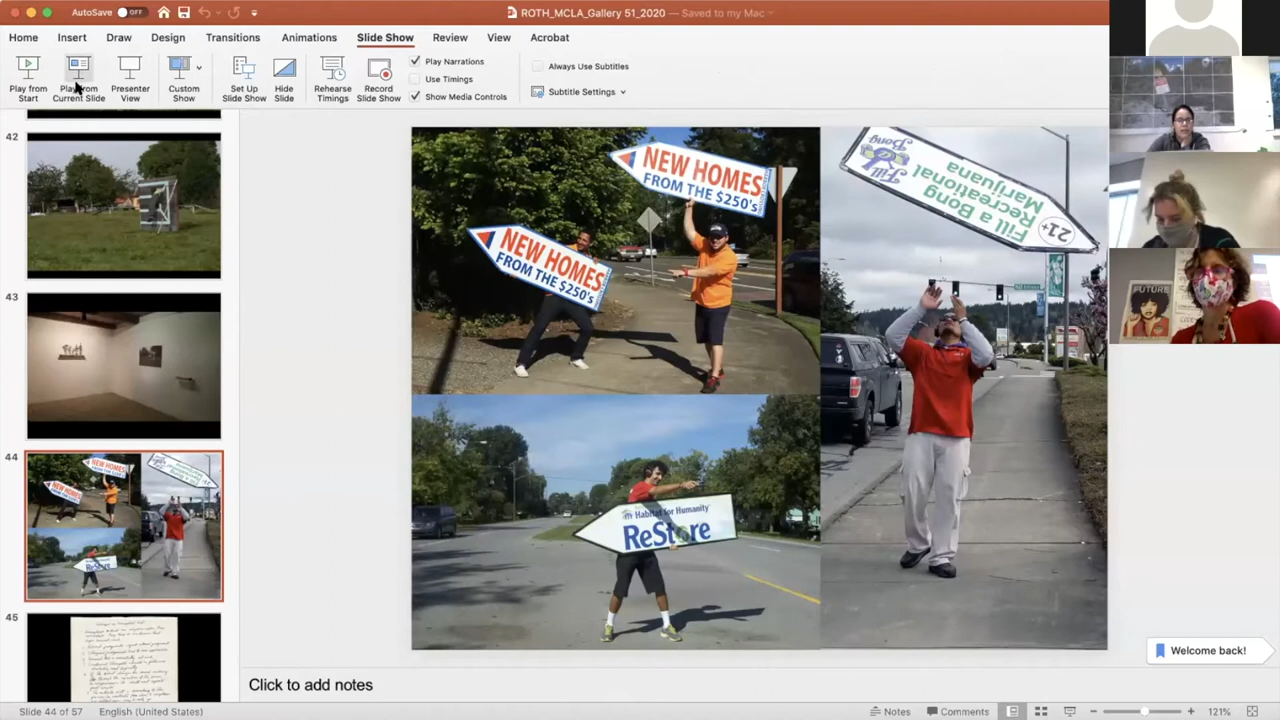 AutoSave OFF
ROTH_MCLA_Gallery 51_2020 — Saved to my Mac
Home Insert Draw Design Transitions Animations Slide Show Review View Acrobat
Play from Start
Play from Current Slide
Presenter View
Custom Show
Set Up Slide Show
Hide Slide
Rehearse Timings
Record Slide Show
Play Narrations
Use Timings
Show Media Controls
Always Use Subtitles
Subtitle Settings
42
43
44
45
NEW HOMES
FROM THE $250'S
NEW HOMES
FROM THE $250'S
Fill a Bong
Recreational
Marijuana
21+
Fill
Bong
Habitat for Humanity
ReStore
FUTURE
Welcome back!
Click to add notes
Slide 44 of 57 English (United States) Notes Comments 121%